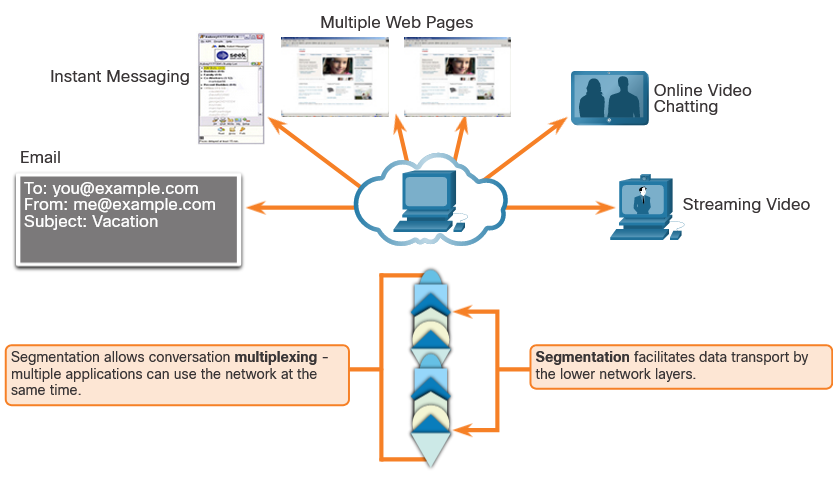 Multiple Web Pages
Instant Messaging
seek
Online Video
Chatting
Email
To: you@example.com
From: me@example.com
Subject: Vacation
Streaming Video
Segmentation allows conversation multiplexing -
multiple applications can use the network at the
same time.
Segmentation facilitates data transport by
the lower network layers.